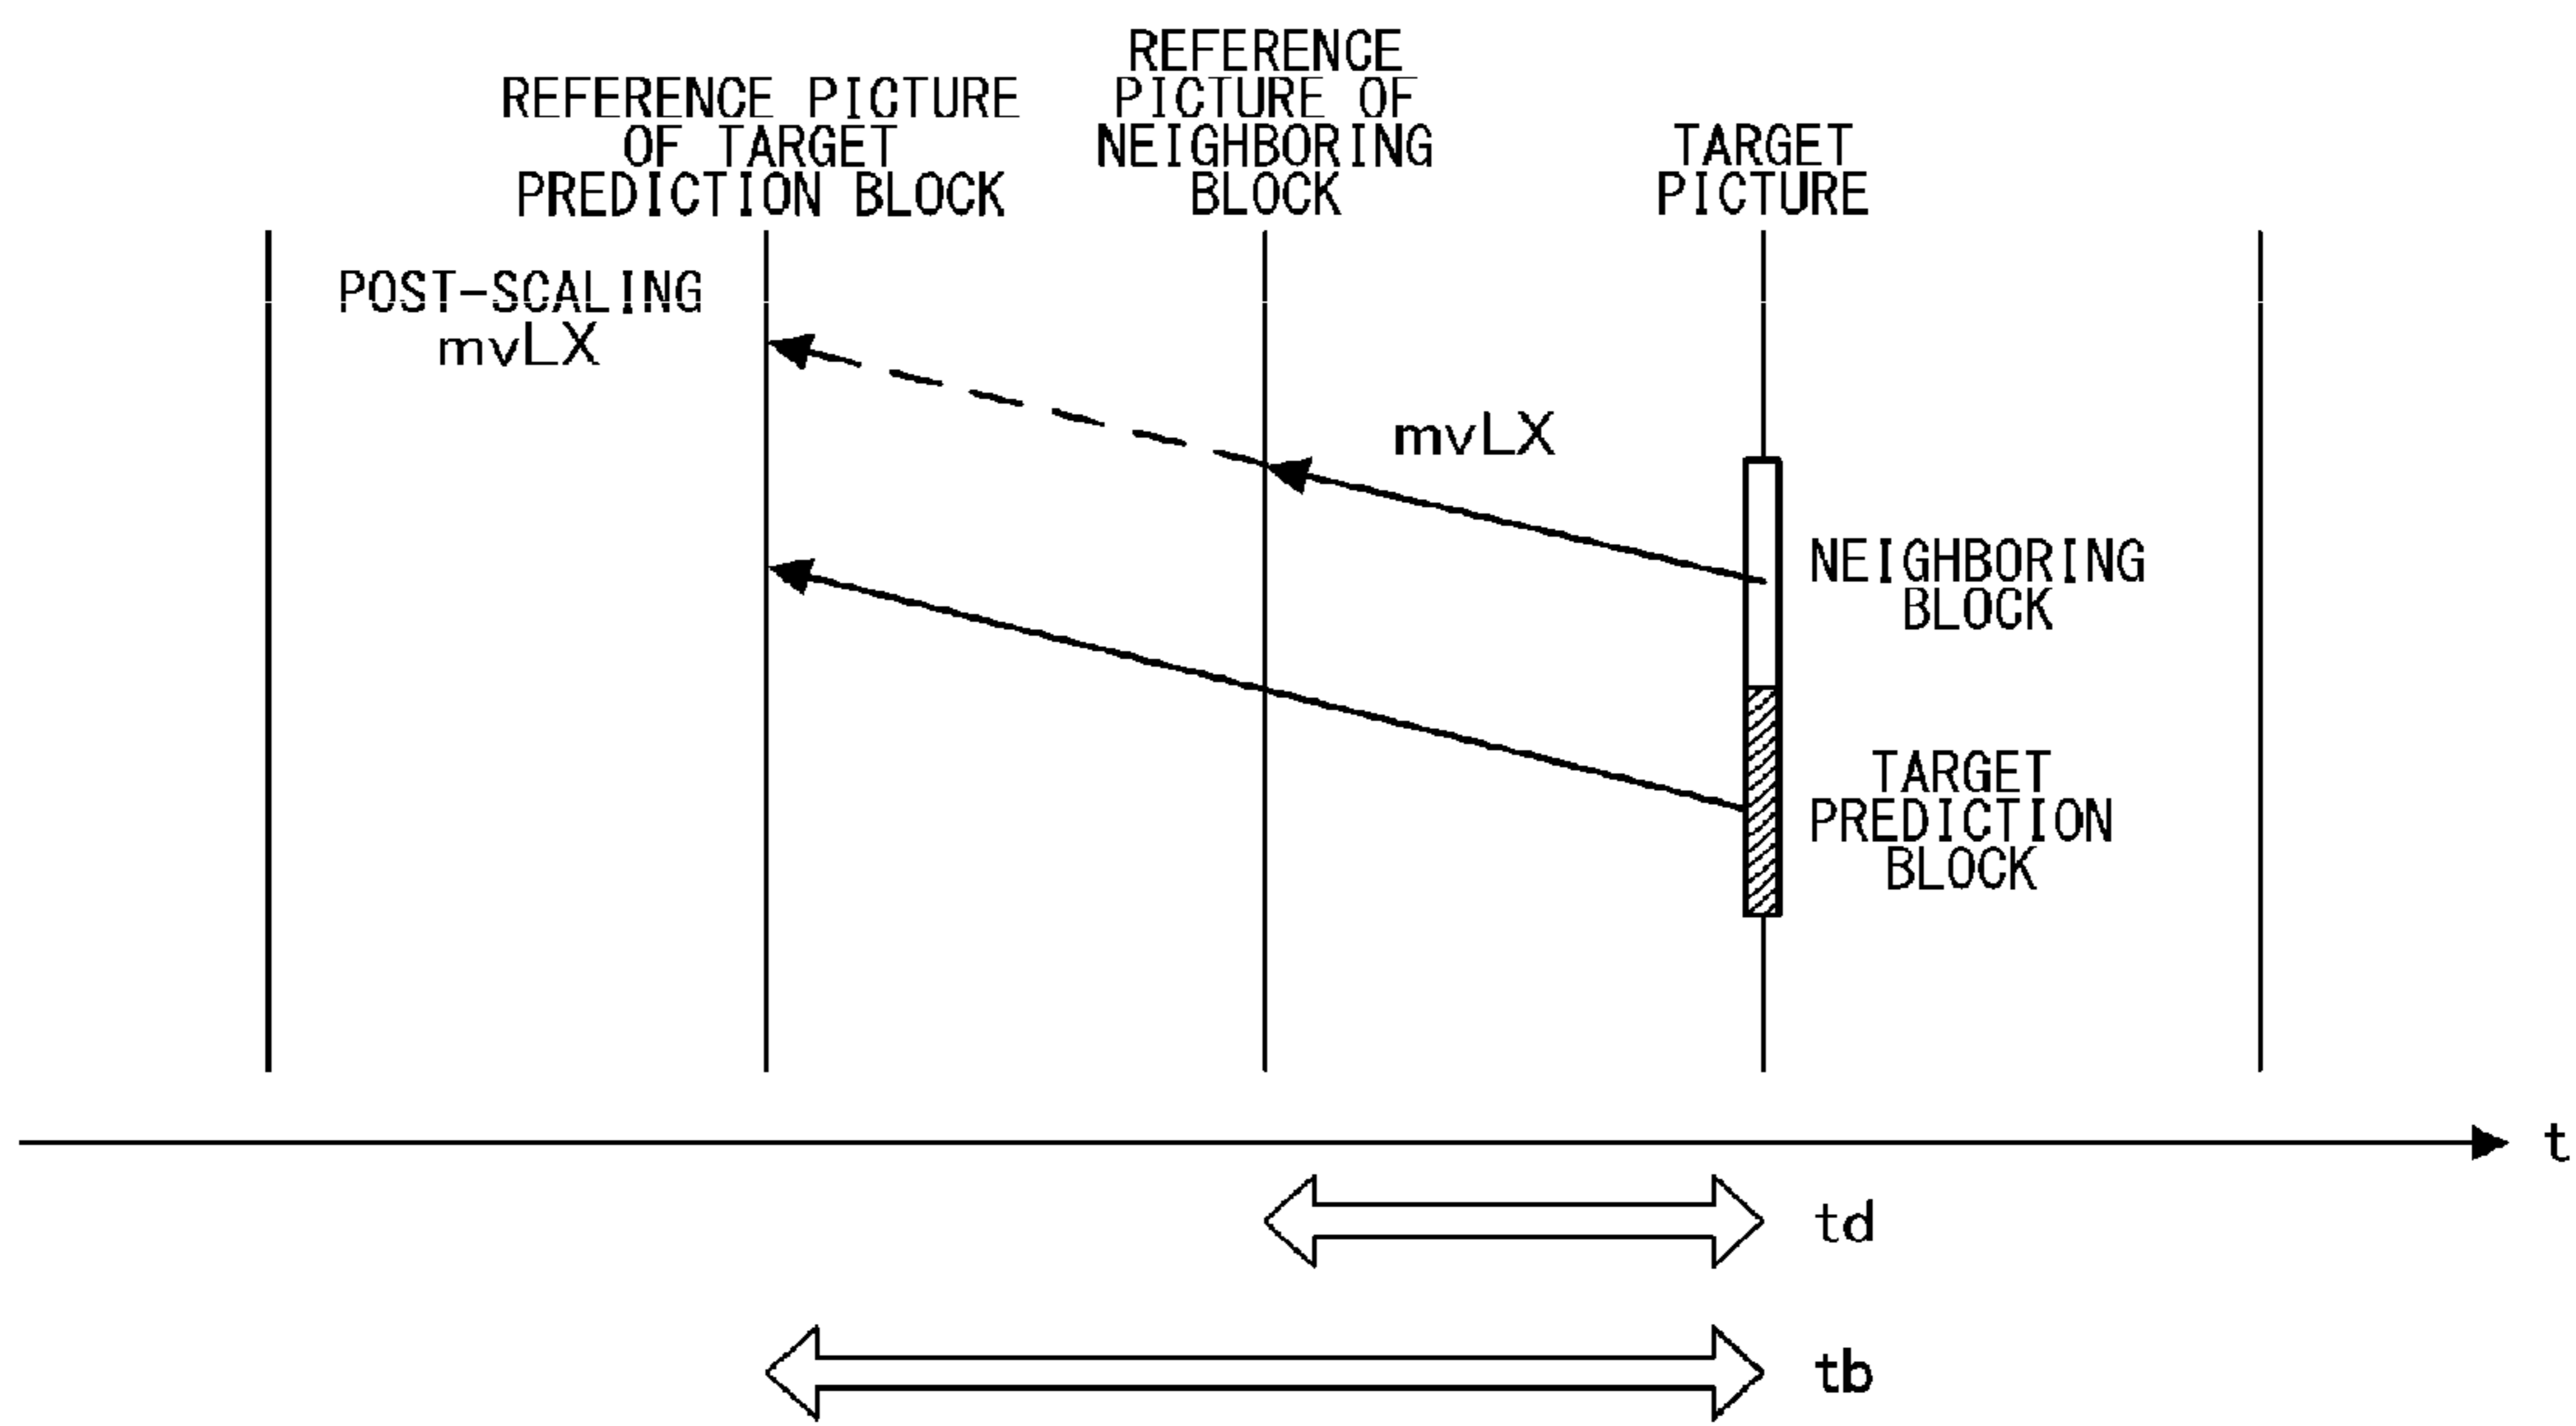 REFERENCE PICTURE
OF TARGET
PREDICTION BLOCK
REFERENCE
PICTURE OF
NEIGHBORING
BLOCK
TARGET
PICTURE
POST-SCALING
mvLX
mvLX
NEIGHBORING
BLOCK
TARGET
PREDICTION
BLOCK
t
td
tb